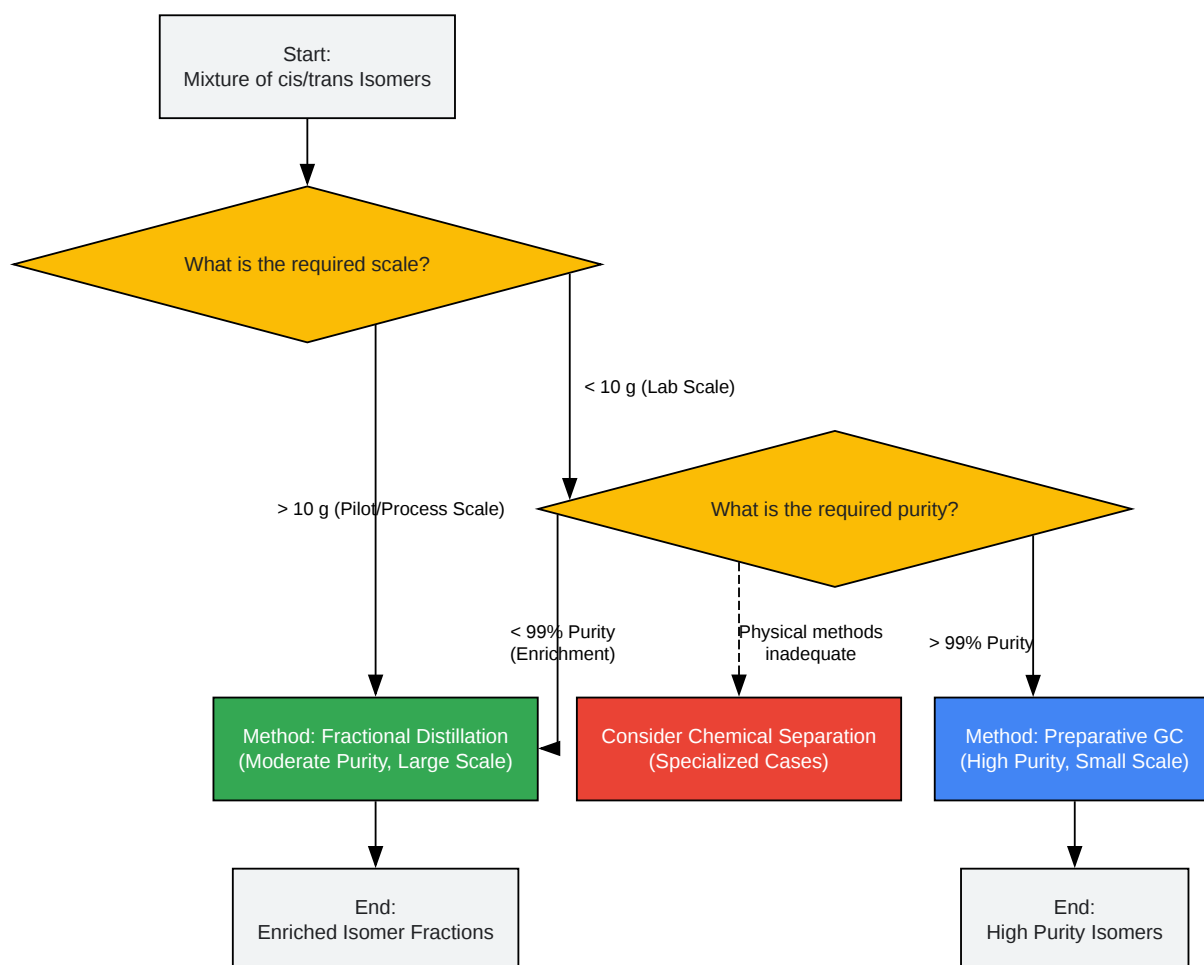 Start:
Mixture of cis/trans Isomers
What is the required scale?
< 10 g (Lab Scale)
> 10 g (Pilot/Process Scale)
What is the required purity?
< 99% Purity
(Enrichment)
Physical methods
inadequate
> 99% Purity
Method: Fractional Distillation
(Moderate Purity, Large Scale)
Consider Chemical Separation
(Specialized Cases)
Method: Preparative GC
(High Purity, Small Scale)
End:
Enriched Isomer Fractions
End:
High Purity Isomers